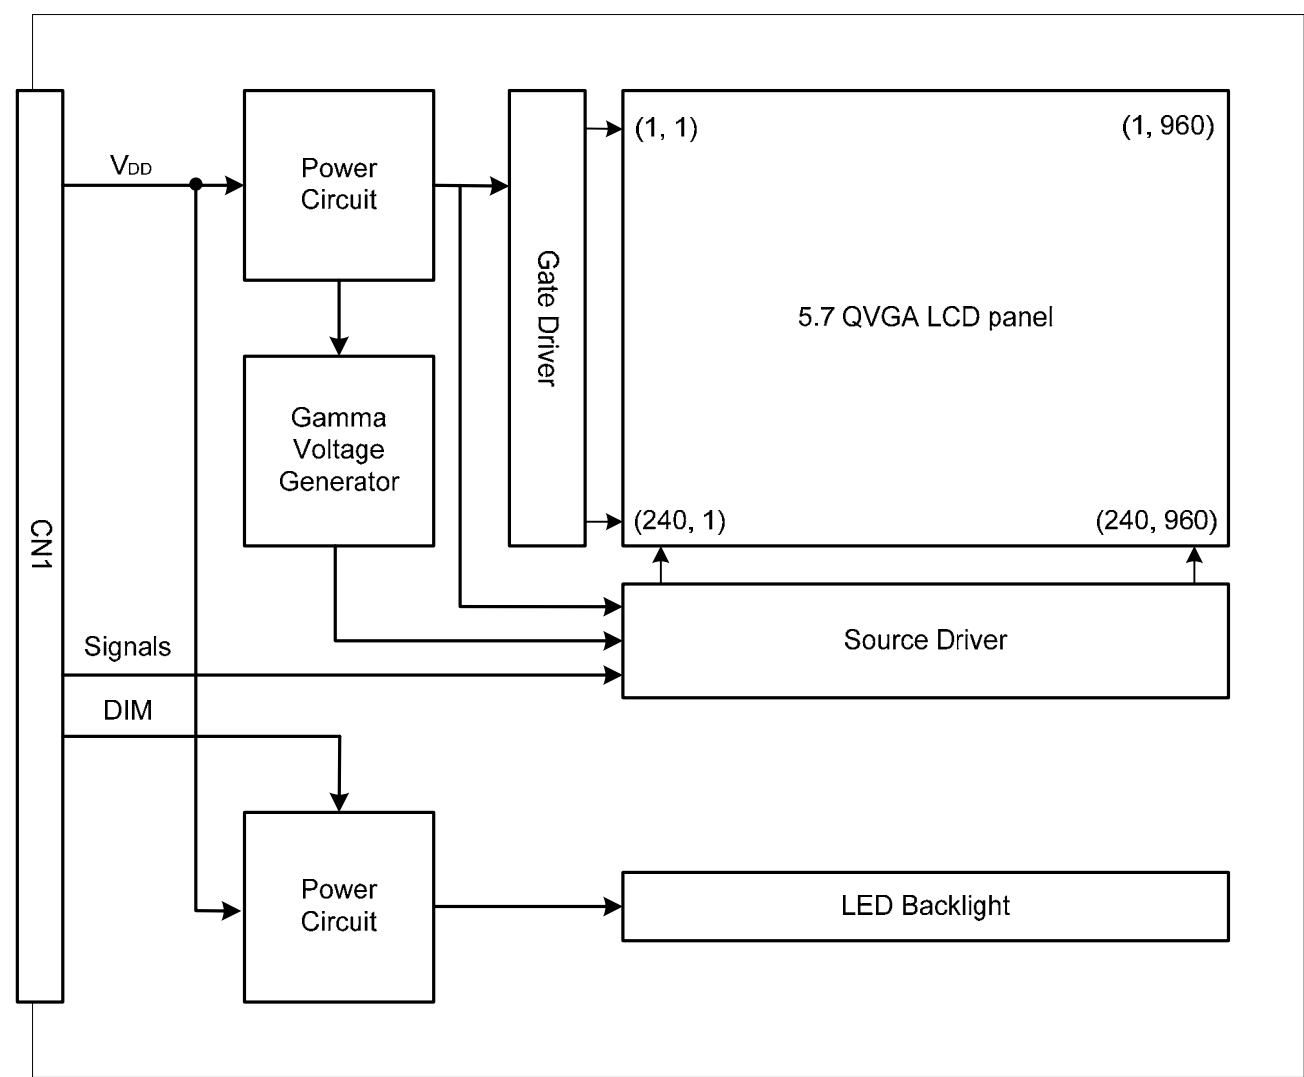 (1, 1)
(1, 960)
VDD
Power
Circuit
Gate Driver
5.7 QVGA LCD panel
Gamma
Voltage
Generator
(240, 1)
(240, 960)
CN1
Signals
Source Driver
DIM
Power
Circuit
LED Backlight